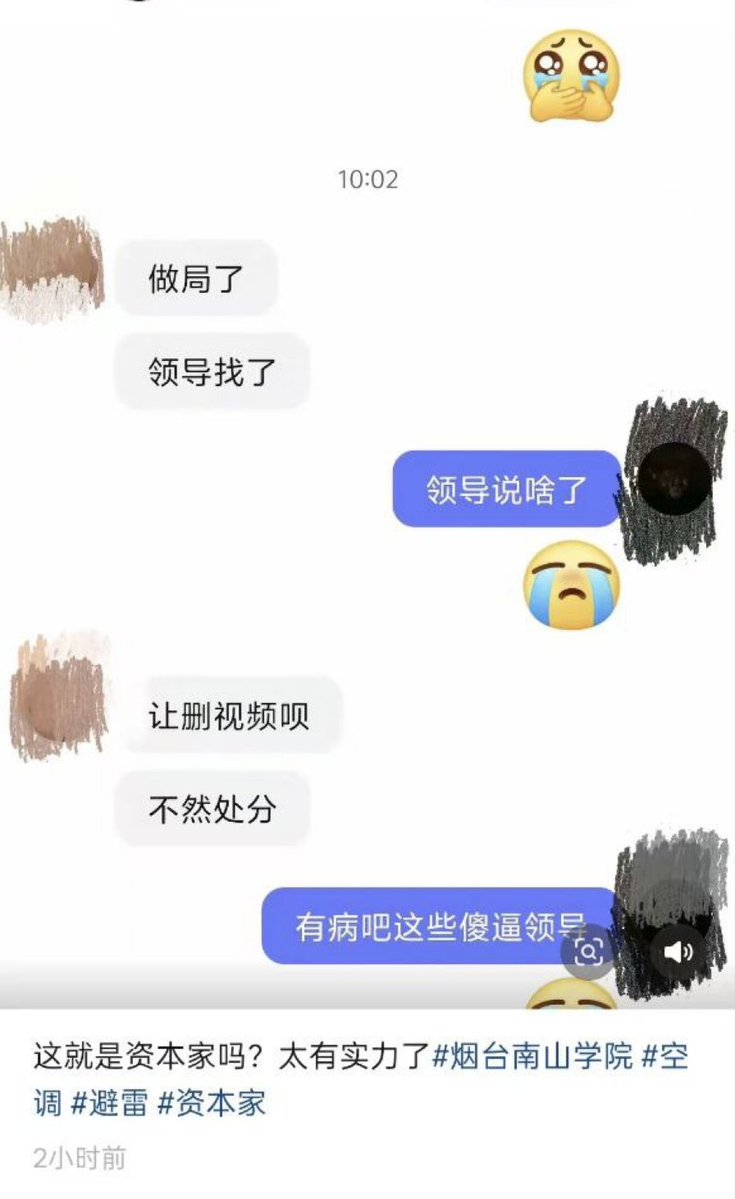 10:02
做局了
领导找了
领导说啥了
让删视频呗
不然处分
有病吧这些傻逼领导
这就是资本家吗？太有实力了#烟台南山学院 #空
调 #避雷 #资本家
2小时前